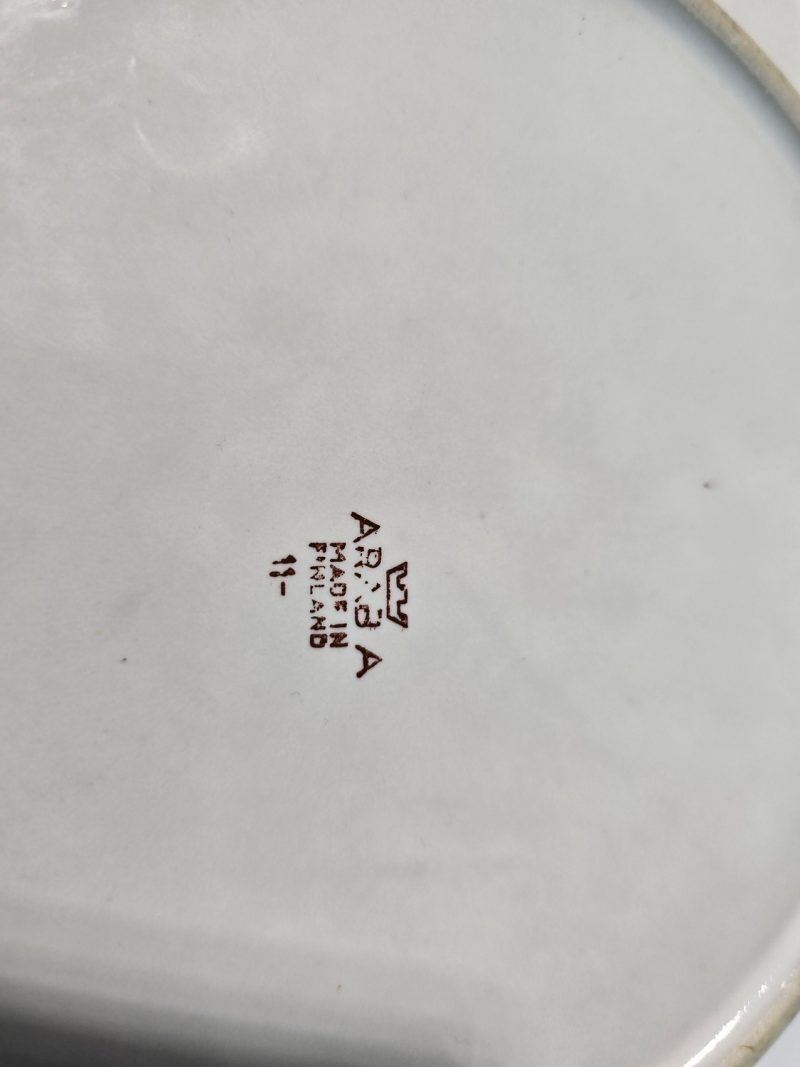 ARABIA
MADE IN
FINLAND
11-